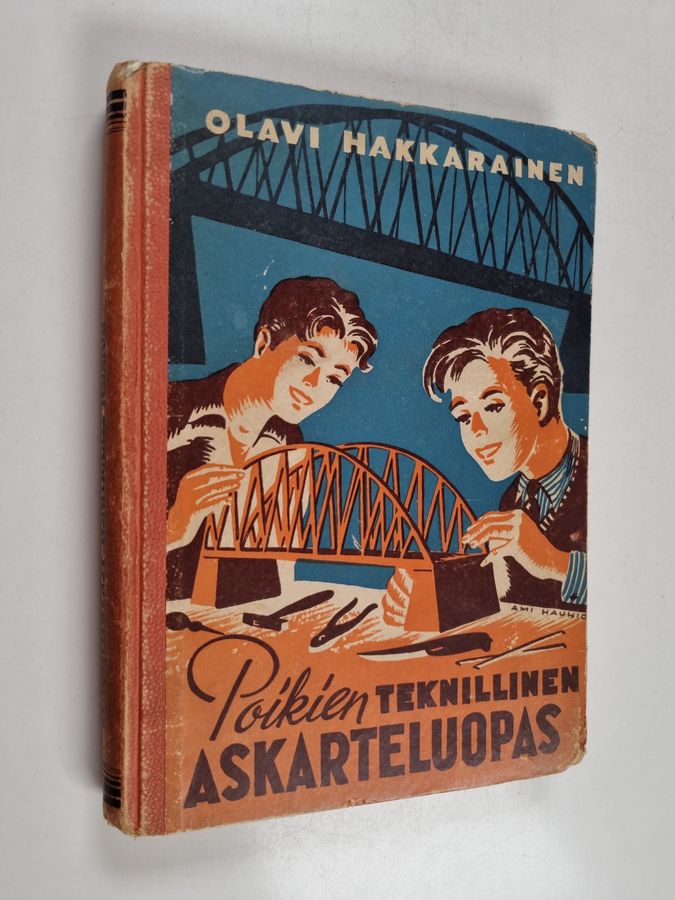 OLAVI HAKKARAINEN
AMI HAUHIO
Poikien TEKNILLINEN
ASKARTELUOPAS